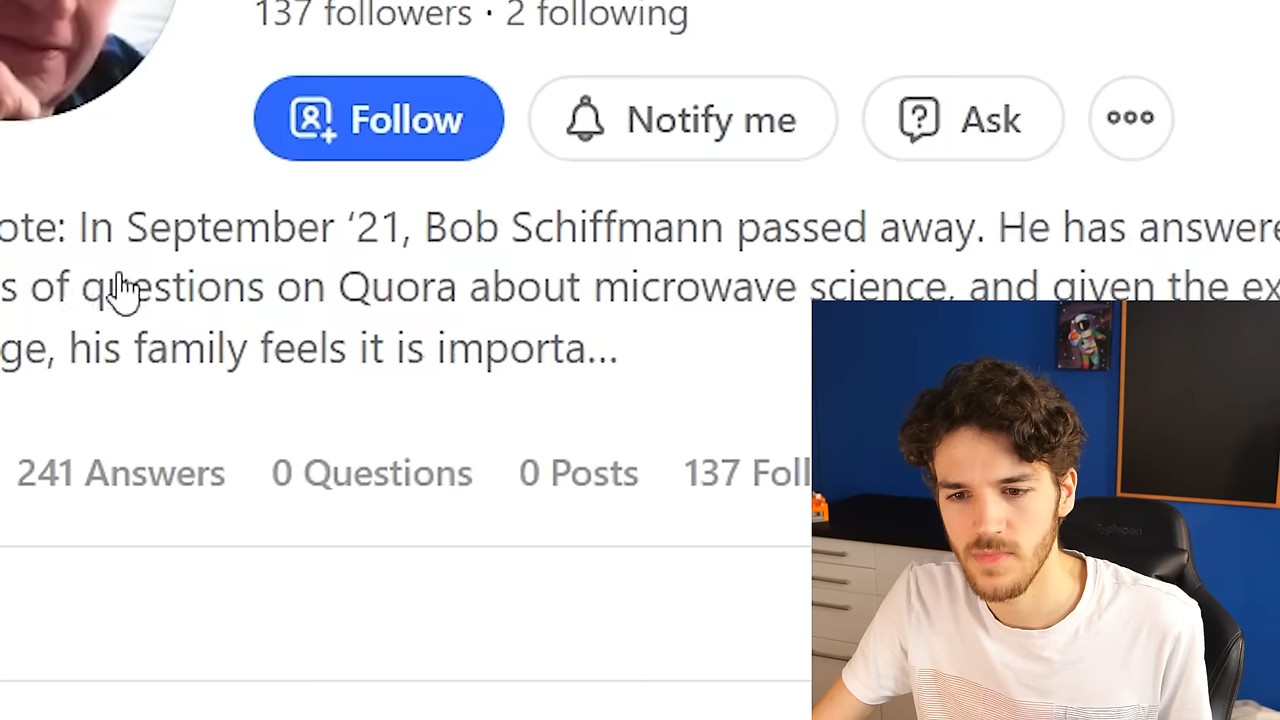 137 followers · 2 following
Follow
Notify me
Ask
ote: In September ‘21, Bob Schiffmann passed away. He has answere
s of questions on Quora about microwave science, and given the ex
ge, his family feels it is importa...
241 Answers
0 Questions
0 Posts
137 Foll